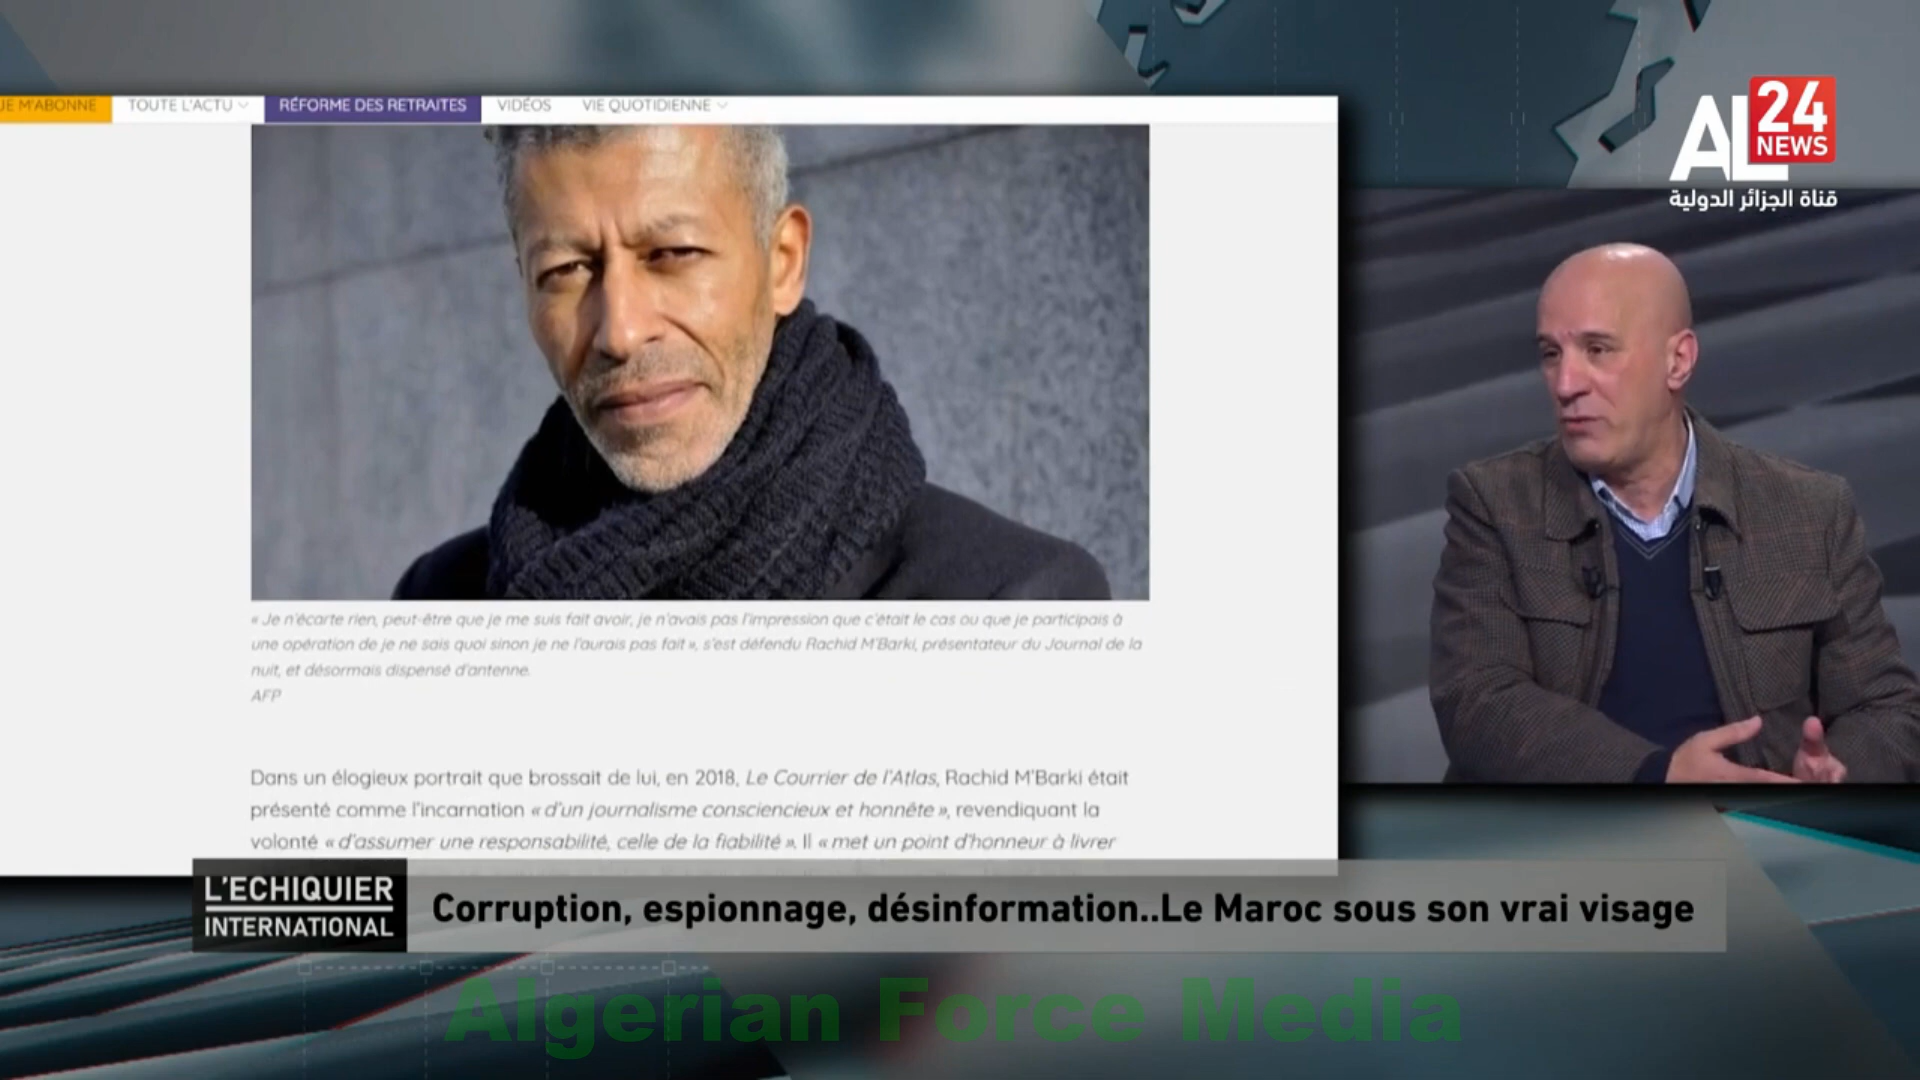 JE M'ABONNE
TOUTE L'ACTU
RÉFORME DES RETRAITES
VIDÉOS
VIE QUOTIDIENNE
AL
24
NEWS
قناة الجزائر الدولية
« Je n'écarte rien, peut-être que je me suis fait avoir, je n'avais pas l'impression que c'était le cas ou que je participais à
une opération de je ne sais quoi sinon je ne l'aurais pas fait », s'est défendu Rachid M'Barki, présentateur du Journal de la
nuit, et désormais dispensé d'antenne.
AFP
Dans un élogieux portrait que brossait de lui, en 2018, Le Courrier de l'Atlas, Rachid M'Barki était
présenté comme l'incarnation « d'un journalisme consciencieux et honnête », revendiquant la
volonté « d'assumer une responsabilité, celle de la fiabilité ». Il « met un point d'honneur à livrer
L'ECHIQUIER
INTERNATIONAL
Corruption, espionnage, désinformation..Le Maroc sous son vrai visage
Algerian Force Media